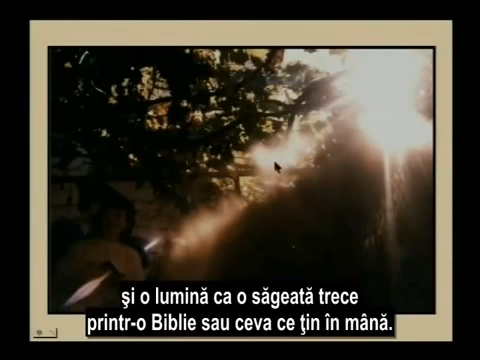 şi o lumină ca o săgeată trece
printr-o Biblie sau ceva ce ţin în mână.